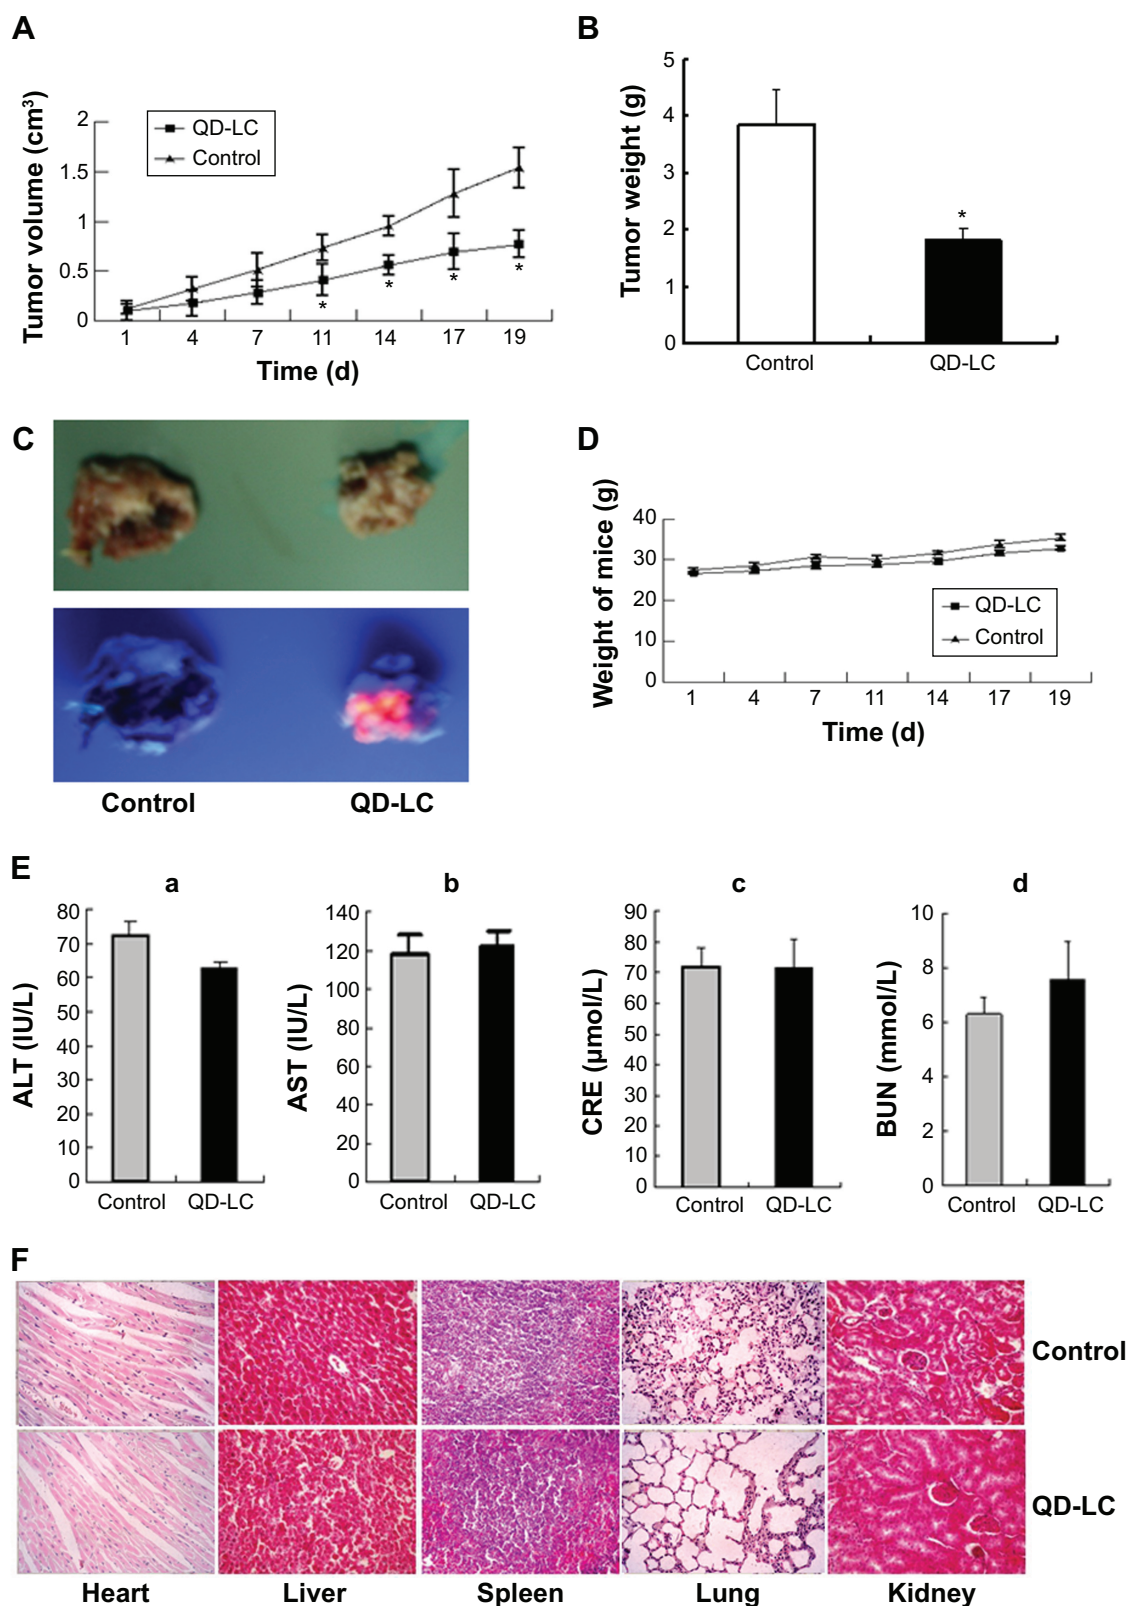 A
Tumor volume (cm³)
2
1.5
1
0.5
0
QD-LC
Control
*
*
*
*
1 4 7 11 14 17 19
Time (d)
B
Tumor weight (g)
5
4
3
2
1
0
*
Control QD-LC
C
Control QD-LC
D
Weight of mice (g)
40
30
20
10
0
QD-LC
Control
1 4 7 11 14 17 19
Time (d)
E
a
ALT (IU/L)
80
70
60
50
40
30
20
10
0
Control QD-LC
b
AST (IU/L)
140
120
100
80
60
40
20
0
Control QD-LC
c
CRE (µmol/L)
90
80
70
60
50
40
30
20
10
0
Control QD-LC
d
BUN (mmol/L)
10
8
6
4
2
0
Control QD-LC
F
Control
QD-LC
Heart Liver Spleen Lung Kidney